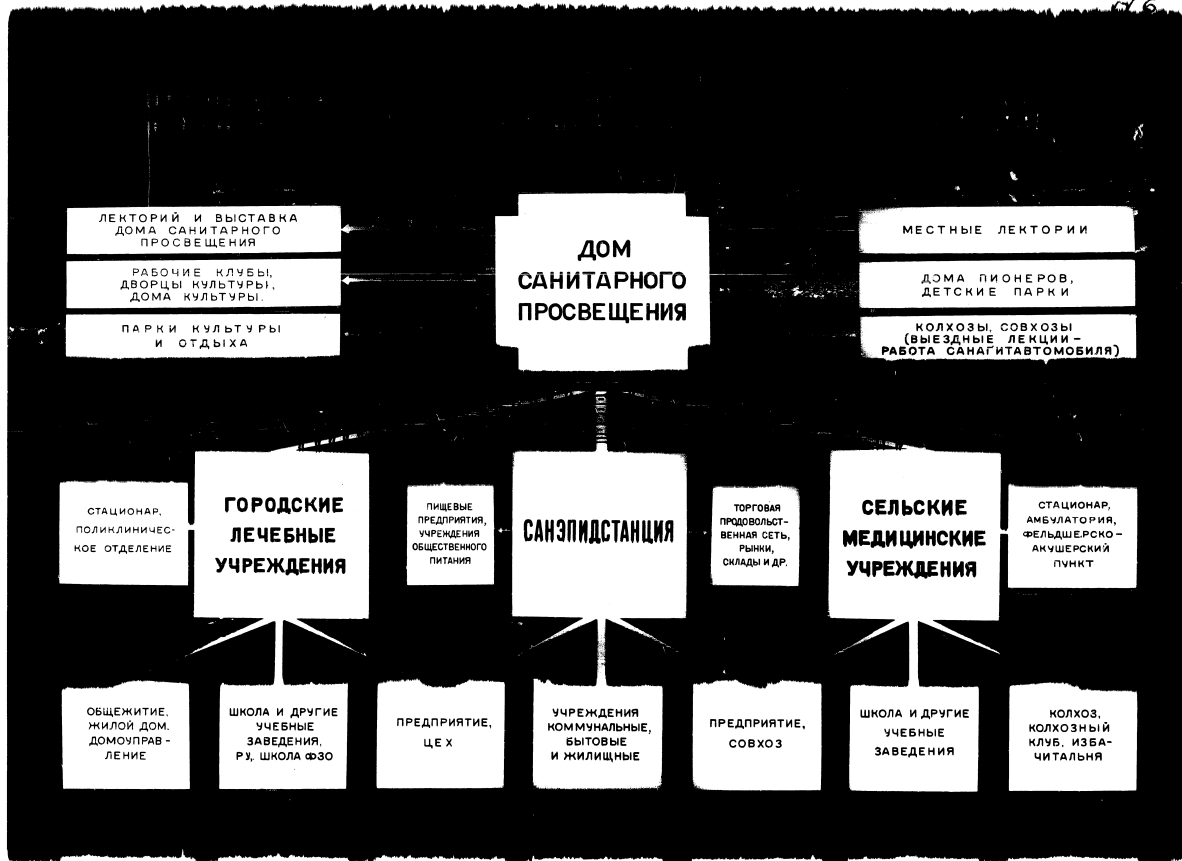 ЛЕКТОРИЙ И ВЫСТАВКА
ДОМА САНИТАРНОГО
ПРОСВЕЩЕНИЯ
РАБОЧИЕ КЛУБЫ,
ДВОРЦЫ КУЛЬТУРЫ,
ДОМА КУЛЬТУРЫ.
ПАРКИ КУЛЬТУРЫ
И ОТДЫХА
ДОМ
САНИТАРНОГО
ПРОСВЕЩЕНИЯ
МЕСТНЫЕ ЛЕКТОРИИ
ДОМА ПИОНЕРОВ,
ДЕТСКИЕ ПАРКИ
КОЛХОЗЫ, СОВХОЗЫ
(ВЫЕЗДНЫЕ ЛЕКЦИИ –
РАБОТА САНАГИТАВТОМОБИЛЯ)
СТАЦИОНАР,
ПОЛИКЛИНИЧЕС-
КОЕ ОТДЕЛЕНИЕ
ГОРОДСКИЕ
ЛЕЧЕБНЫЕ
УЧРЕЖДЕНИЯ
ПИЩЕВЫЕ
ПРЕДПРИЯТИЯ,
УЧРЕЖДЕНИЯ
ОБЩЕСТВЕННОГО
ПИТАНИЯ
САНЭПИДСТАНЦИЯ
ТОРГОВАЯ
ПРОДОВОЛЬСТ-
ВЕННАЯ СЕТЬ,
РЫНКИ,
СКЛАДЫ И ДР.
СЕЛЬСКИЕ
МЕДИЦИНСКИЕ
УЧРЕЖДЕНИЯ
СТАЦИОНАР,
АМБУЛАТОРИЯ,
ФЕЛЬДШЕРСКО-
АКУШЕРСКИЙ
ПУНКТ
ОБЩЕЖИТИЕ,
ЖИЛОЙ ДОМ,
ДОМОУПРАВ-
ЛЕНИЕ
ШКОЛА И ДРУГИЕ
УЧЕБНЫЕ
ЗАВЕДЕНИЯ,
РУ, ШКОЛА ФЗО
ПРЕДПРИЯТИЕ,
ЦЕХ
УЧРЕЖДЕНИЯ
КОММУНАЛЬНЫЕ,
БЫТОВЫЕ
И ЖИЛИЩНЫЕ
ПРЕДПРИЯТИЕ,
СОВХОЗ
ШКОЛА И ДРУГИЕ
УЧЕБНЫЕ
ЗАВЕДЕНИЯ
КОЛХОЗ,
КОЛХОЗНЫЙ
КЛУБ, ИЗБА-
ЧИТАЛЬНЯ